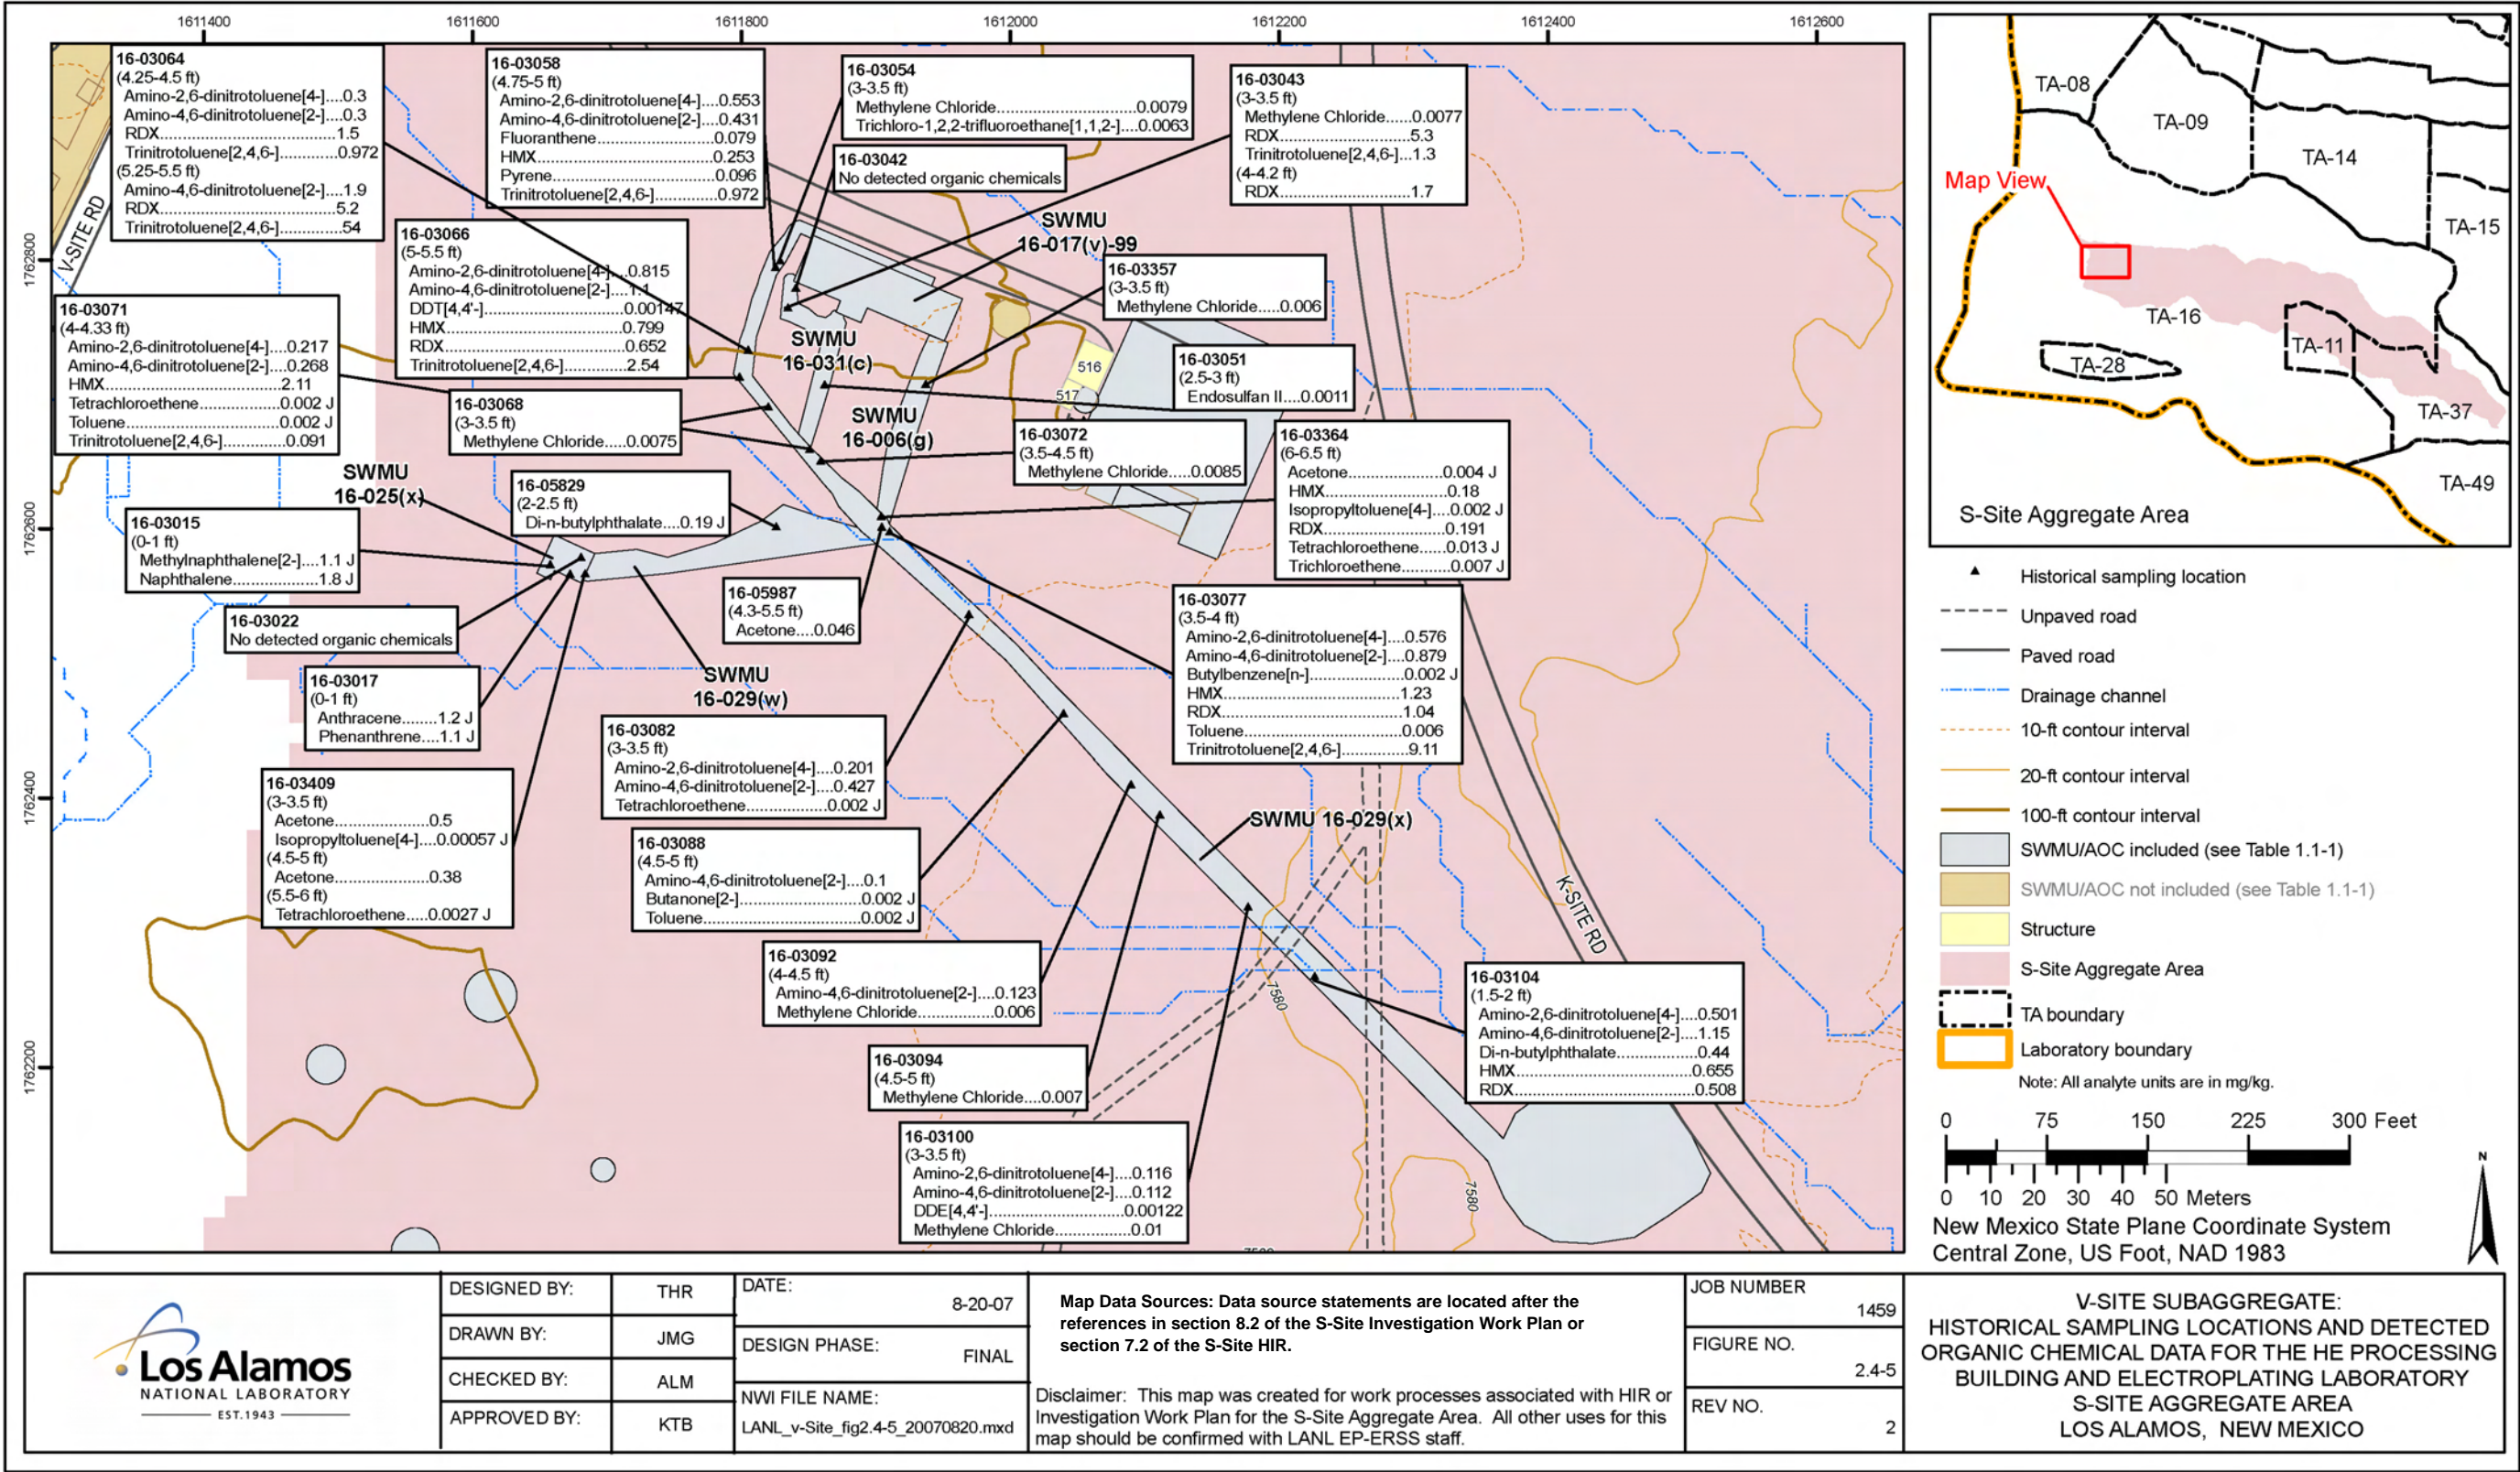 1611400
1611600
1611800
1612000
1612200
1612400
1612600
1762800
1762600
1762400
1762200
16-03064
(4.25-4.5 ft)
Amino-2,6-dinitrotoluene[4-]....0.3
Amino-4,6-dinitrotoluene[2-]....0.3
RDX..............................1.5
Trinitrotoluene[2,4,6-]............0.972
(5.25-5.5 ft)
Amino-4,6-dinitrotoluene[2-]....1.9
RDX..............................5.2
Trinitrotoluene[2,4,6-]............54
16-03058
(4.75-5 ft)
Amino-2,6-dinitrotoluene[4-]....0.553
Amino-4,6-dinitrotoluene[2-]....0.431
Fluoranthene........................0.079
HMX.................................0.253
Pyrene..............................0.096
Trinitrotoluene[2,4,6-]............0.972
16-03054
(3-3.5 ft)
Methylene Chloride........................0.0079
Trichloro-1,2,2-trifluoroethane[1,1,2-]....0.0063
16-03042
No detected organic chemicals
16-03043
(3-3.5 ft)
Methylene Chloride......0.0077
RDX........................5.3
Trinitrotoluene[2,4,6-]...1.3
(4-4.2 ft)
RDX........................1.7
V-SITE RD
16-03066
(5-5.5 ft)
Amino-2,6-dinitrotoluene[4-]....0.815
Amino-4,6-dinitrotoluene[2-]....1.1
DDT[4,4'-]........................0.00147
HMX.................................0.799
RDX.................................0.652
Trinitrotoluene[2,4,6-]............2.54
SWMU
16-017(v)-99
16-03357
(3-3.5 ft)
Methylene Chloride....0.006
16-03071
(4-4.33 ft)
Amino-2,6-dinitrotoluene[4-]....0.217
Amino-4,6-dinitrotoluene[2-]....0.268
HMX.................................2.11
Tetrachloroethene...............0.002 J
Toluene...........................0.002 J
Trinitrotoluene[2,4,6-]............0.091
SWMU
16-031(c)
16-03051
(2.5-3 ft)
Endosulfan II....0.0011
516
517
16-03068
(3-3.5 ft)
Methylene Chloride....0.0075
SWMU
16-006(g)
16-03072
(3.5-4.5 ft)
Methylene Chloride....0.0085
16-03364
(6-6.5 ft)
Acetone.....................0.004 J
HMX...........................0.18
Isopropyltoluene[4-]....0.002 J
RDX...........................0.191
Tetrachloroethene......0.013 J
Trichloroethene..........0.007 J
SWMU
16-025(x)
16-05829
(2-2.5 ft)
Di-n-butylphthalate....0.19 J
16-03015
(0-1 ft)
Methylnaphthalene[2-]....1.1 J
Naphthalene................1.8 J
16-05987
(4.3-5.5 ft)
Acetone....0.046
16-03022
No detected organic chemicals
16-03077
(3.5-4 ft)
Amino-2,6-dinitrotoluene[4-]....0.576
Amino-4,6-dinitrotoluene[2-]....0.879
Butylbenzene[n-]................0.002 J
HMX.................................1.23
RDX.................................1.04
Toluene.............................0.006
Trinitrotoluene[2,4,6-]............9.11
16-03017
(0-1 ft)
Anthracene.......1.2 J
Phenanthrene....1.1 J
SWMU
16-029(w)
16-03082
(3-3.5 ft)
Amino-2,6-dinitrotoluene[4-]....0.201
Amino-4,6-dinitrotoluene[2-]....0.427
Tetrachloroethene...............0.002 J
16-03409
(3-3.5 ft)
Acetone.....................0.5
Isopropyltoluene[4-]....0.00057 J
(4.5-5 ft)
Acetone.....................0.38
(5.5-6 ft)
Tetrachloroethene.....0.0027 J
SWMU 16-029(x)
16-03088
(4.5-5 ft)
Amino-4,6-dinitrotoluene[2-]....0.1
Butanone[2-]......................0.002 J
Toluene.............................0.002 J
K-SITE RD
16-03092
(4-4.5 ft)
Amino-4,6-dinitrotoluene[2-]....0.123
Methylene Chloride................0.006
16-03104
(1.5-2 ft)
Amino-2,6-dinitrotoluene[4-]....0.501
Amino-4,6-dinitrotoluene[2-]....1.15
Di-n-butylphthalate................0.44
HMX.................................0.655
RDX.................................0.508
7580
16-03094
(4.5-5 ft)
Methylene Chloride....0.007
16-03100
(3-3.5 ft)
Amino-2,6-dinitrotoluene[4-]....0.116
Amino-4,6-dinitrotoluene[2-]....0.112
DDE[4,4'-]........................0.00122
Methylene Chloride................0.01
7580
TA-08
TA-09
TA-14
Map View
TA-15
TA-16
TA-11
TA-28
TA-37
TA-49
S-Site Aggregate Area
Historical sampling location
Unpaved road
Paved road
Drainage channel
10-ft contour interval
20-ft contour interval
100-ft contour interval
SWMU/AOC included (see Table 1.1-1)
SWMU/AOC not included (see Table 1.1-1)
Structure
S-Site Aggregate Area
TA boundary
Laboratory boundary
Note: All analyte units are in mg/kg.
0 75 150 225 300 Feet
0 10 20 30 40 50 Meters
N
New Mexico State Plane Coordinate System
Central Zone, US Foot, NAD 1983
Los Alamos
NATIONAL LABORATORY
EST.1943
DESIGNED BY: THR
DRAWN BY: JMG
CHECKED BY: ALM
APPROVED BY: KTB
DATE:
8-20-07
DESIGN PHASE:
FINAL
NWI FILE NAME:
LANL_v-Site_fig2.4-5_20070820.mxd
Map Data Sources: Data source statements are located after the
references in section 8.2 of the S-Site Investigation Work Plan or
section 7.2 of the S-Site HIR.
Disclaimer: This map was created for work processes associated with HIR or
Investigation Work Plan for the S-Site Aggregate Area. All other uses for this
map should be confirmed with LANL EP-ERSS staff.
JOB NUMBER
1459
FIGURE NO.
2.4-5
REV NO.
2
V-SITE SUBAGGREGATE:
HISTORICAL SAMPLING LOCATIONS AND DETECTED
ORGANIC CHEMICAL DATA FOR THE HE PROCESSING
BUILDING AND ELECTROPLATING LABORATORY
S-SITE AGGREGATE AREA
LOS ALAMOS, NEW MEXICO